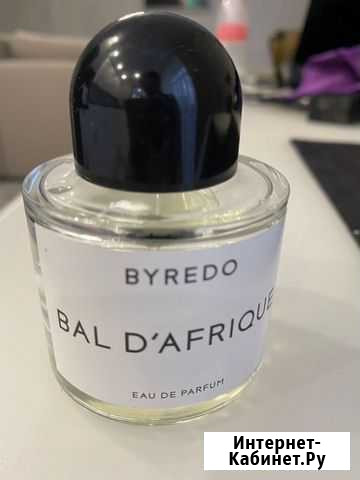 BYREDO
BAL D'AFRIQUE
EAU DE PARFUM
Интернет-
Кабинет.Ру